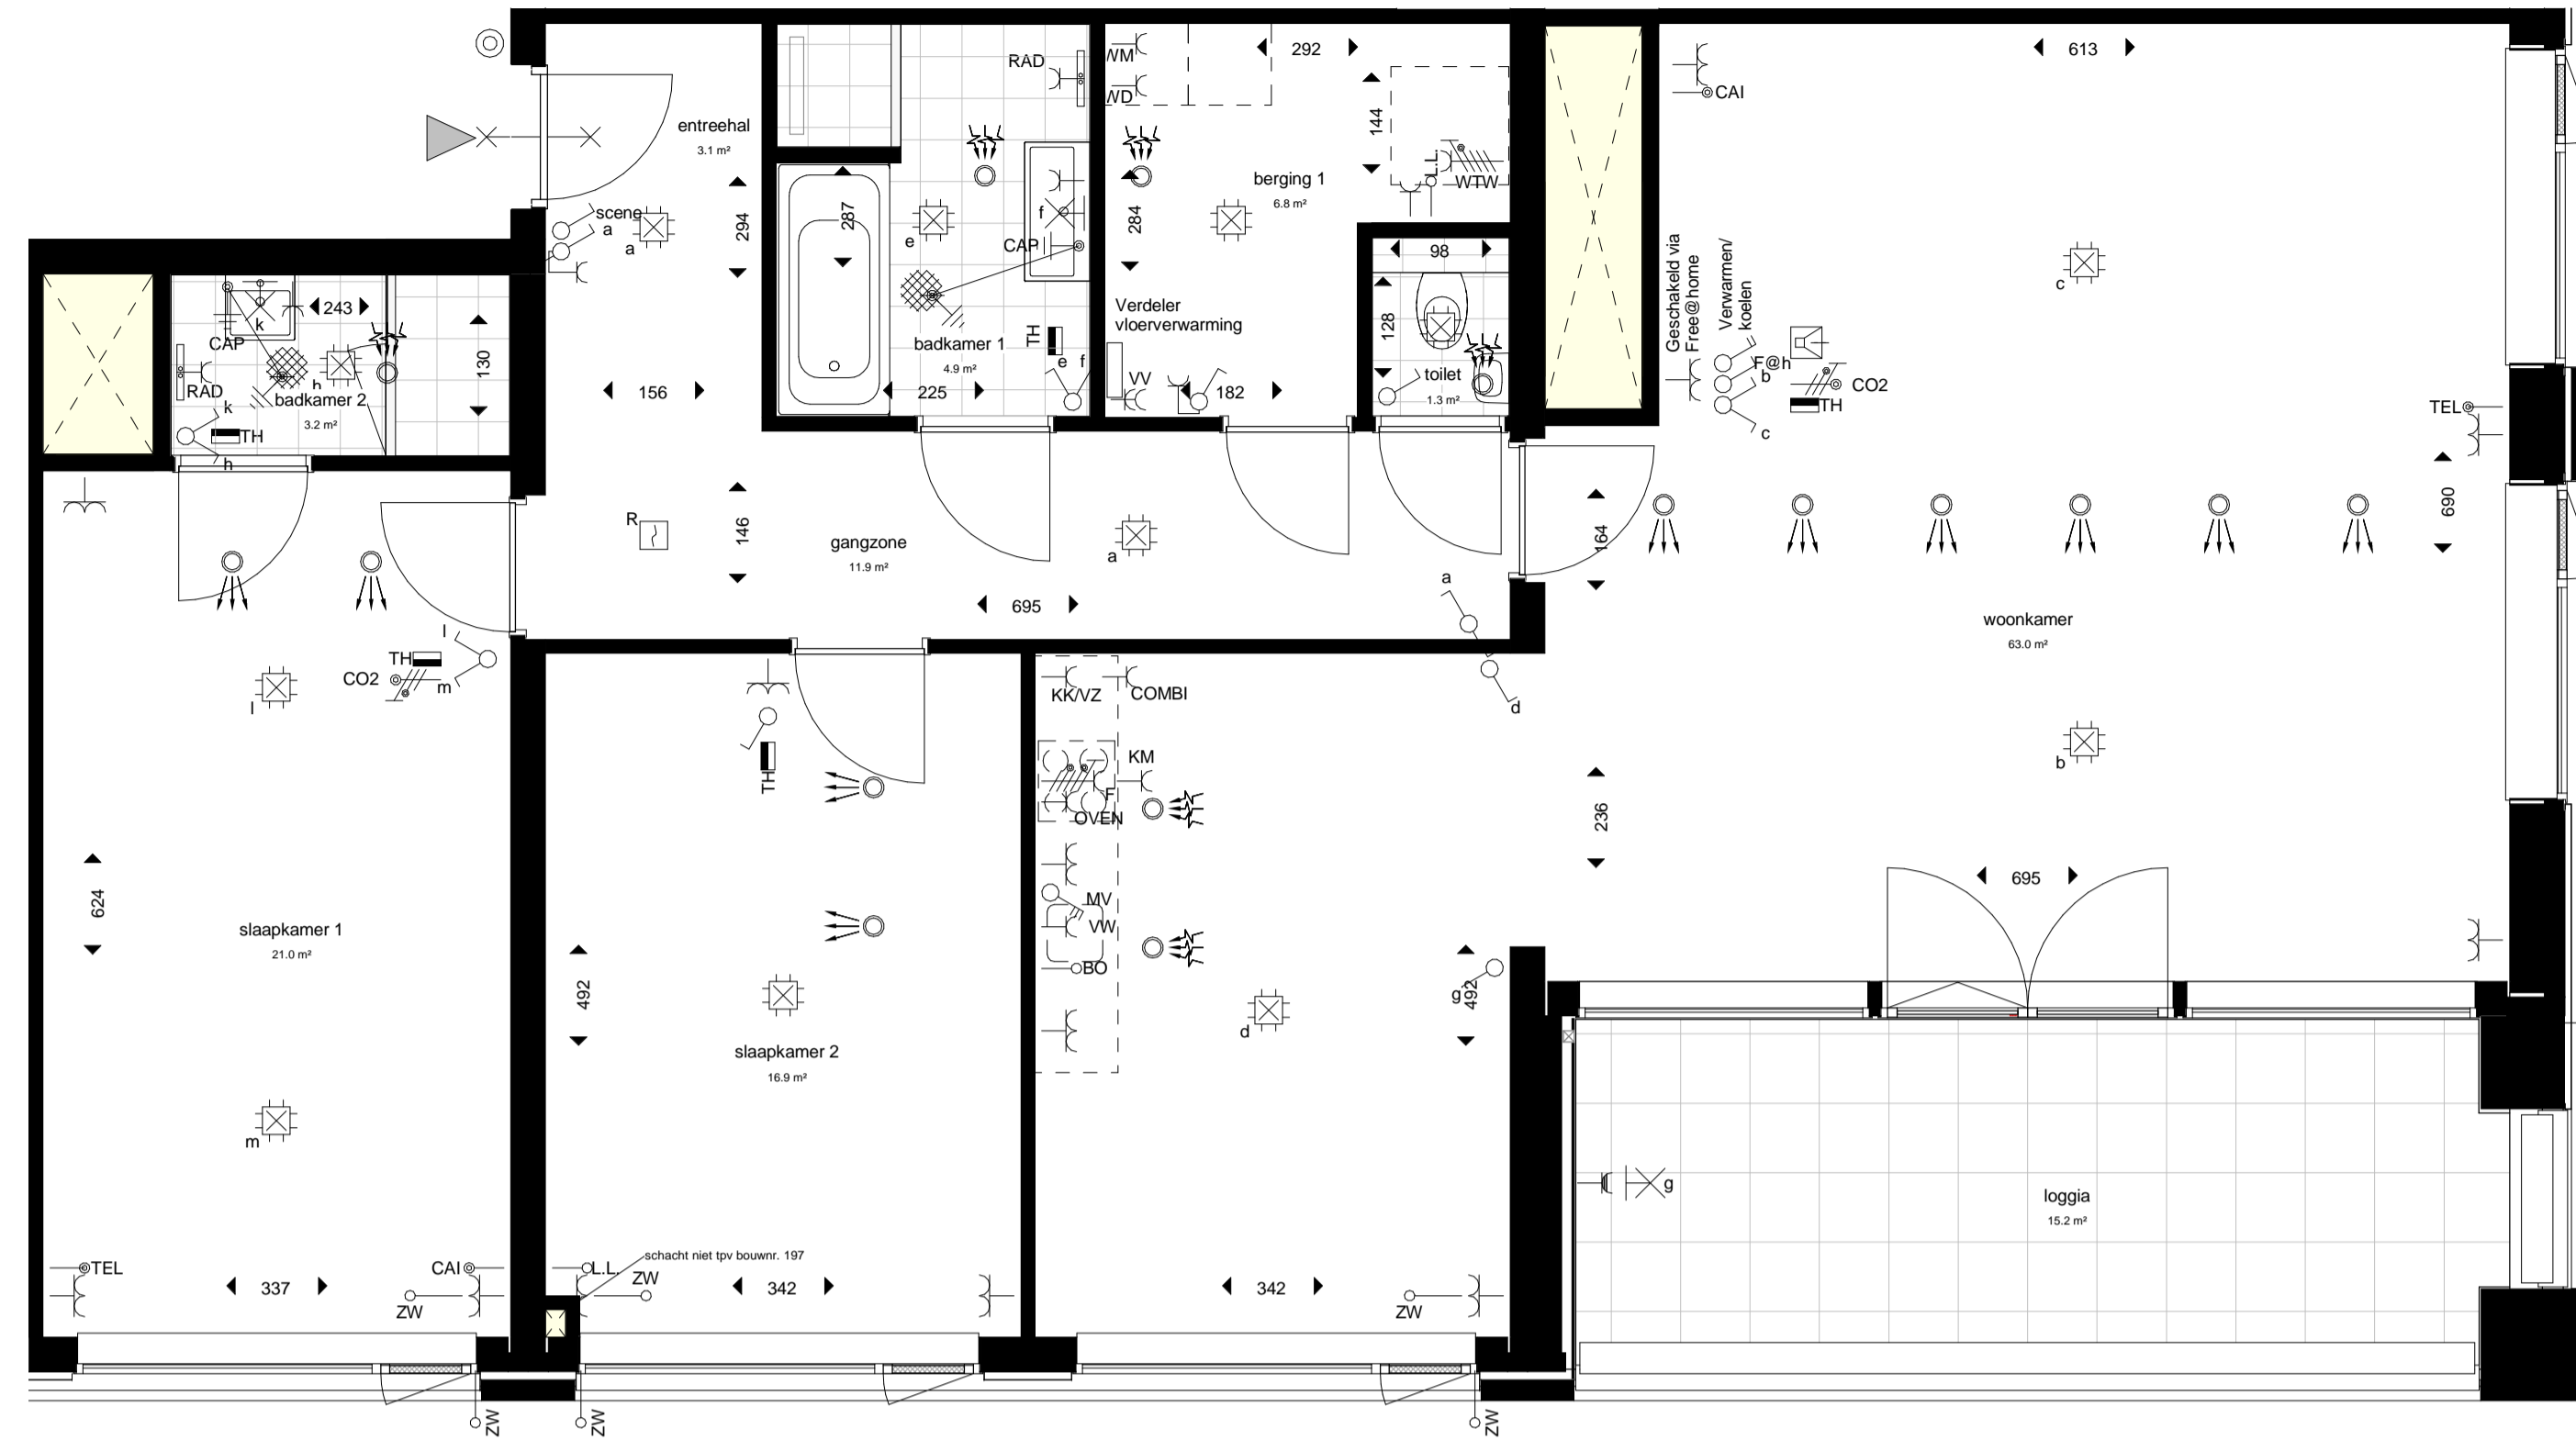 RAD
WM
WD
292
144
613
CAI
entreehal
3.1 m²
scene
a
a
294
287
e
f
CAP
284
berging 1
6.8 m²
L.L.
WTW
98
128
toilet
1.3 m²
Geschakeld via
Free@home
Verwarmen/
koelen
F@h
b
c
CO2
TH
c
TEL
690
243
k
CAP
RAD
h
badkamer 2
3.2 m²
k
TH
h
130
156
badkamer 1
4.9 m²
225
TH
e
f
Verdeler
vloerverwarming
VV
182
R
146
gangzone
11.9 m²
a
695
a
164
d
woonkamer
63.0 m²
l
TH
CO2
m
l
TH
KK/VZ
COMBI
KM
F
OVEN
MV
VW
BO
b
236
695
624
slaapkamer 1
21.0 m²
492
slaapkamer 2
16.9 m²
g
492
d
m
g
loggia
15.2 m²
TEL
337
CAI
ZW
L.L.
schacht niet tpv bouwnr. 197
ZW
342
342
ZW
ZW
ZW
ZW